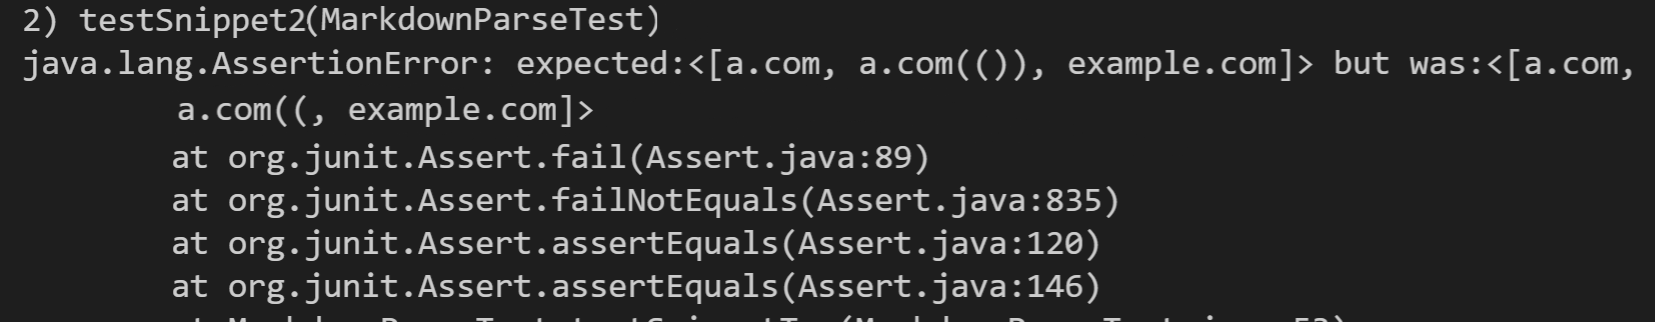 2) testSnippet2(MarkdownParseTest)
java.lang.AssertionError: expected:<[a.com, a.com(()), example.com]> but was:<[a.com,
a.com((, example.com]>
at org.junit.Assert.fail(Assert.java:89)
at org.junit.Assert.failNotEquals(Assert.java:835)
at org.junit.Assert.assertEquals(Assert.java:120)
at org.junit.Assert.assertEquals(Assert.java:146)